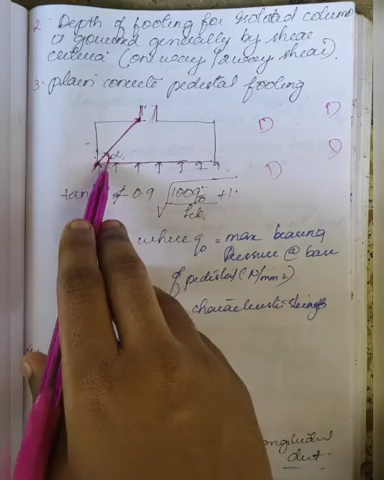 2. Depth of footing for isolated column
is governed generally by shear
criteria (one way / 2 way shear).
3. plain concrete pedestal footing
α
tan ≮ 0.9 √ 100q₀ / fck + 1
where q₀ = max bearing
pressure @ base
of pedestal (N/mm²)
characteristic